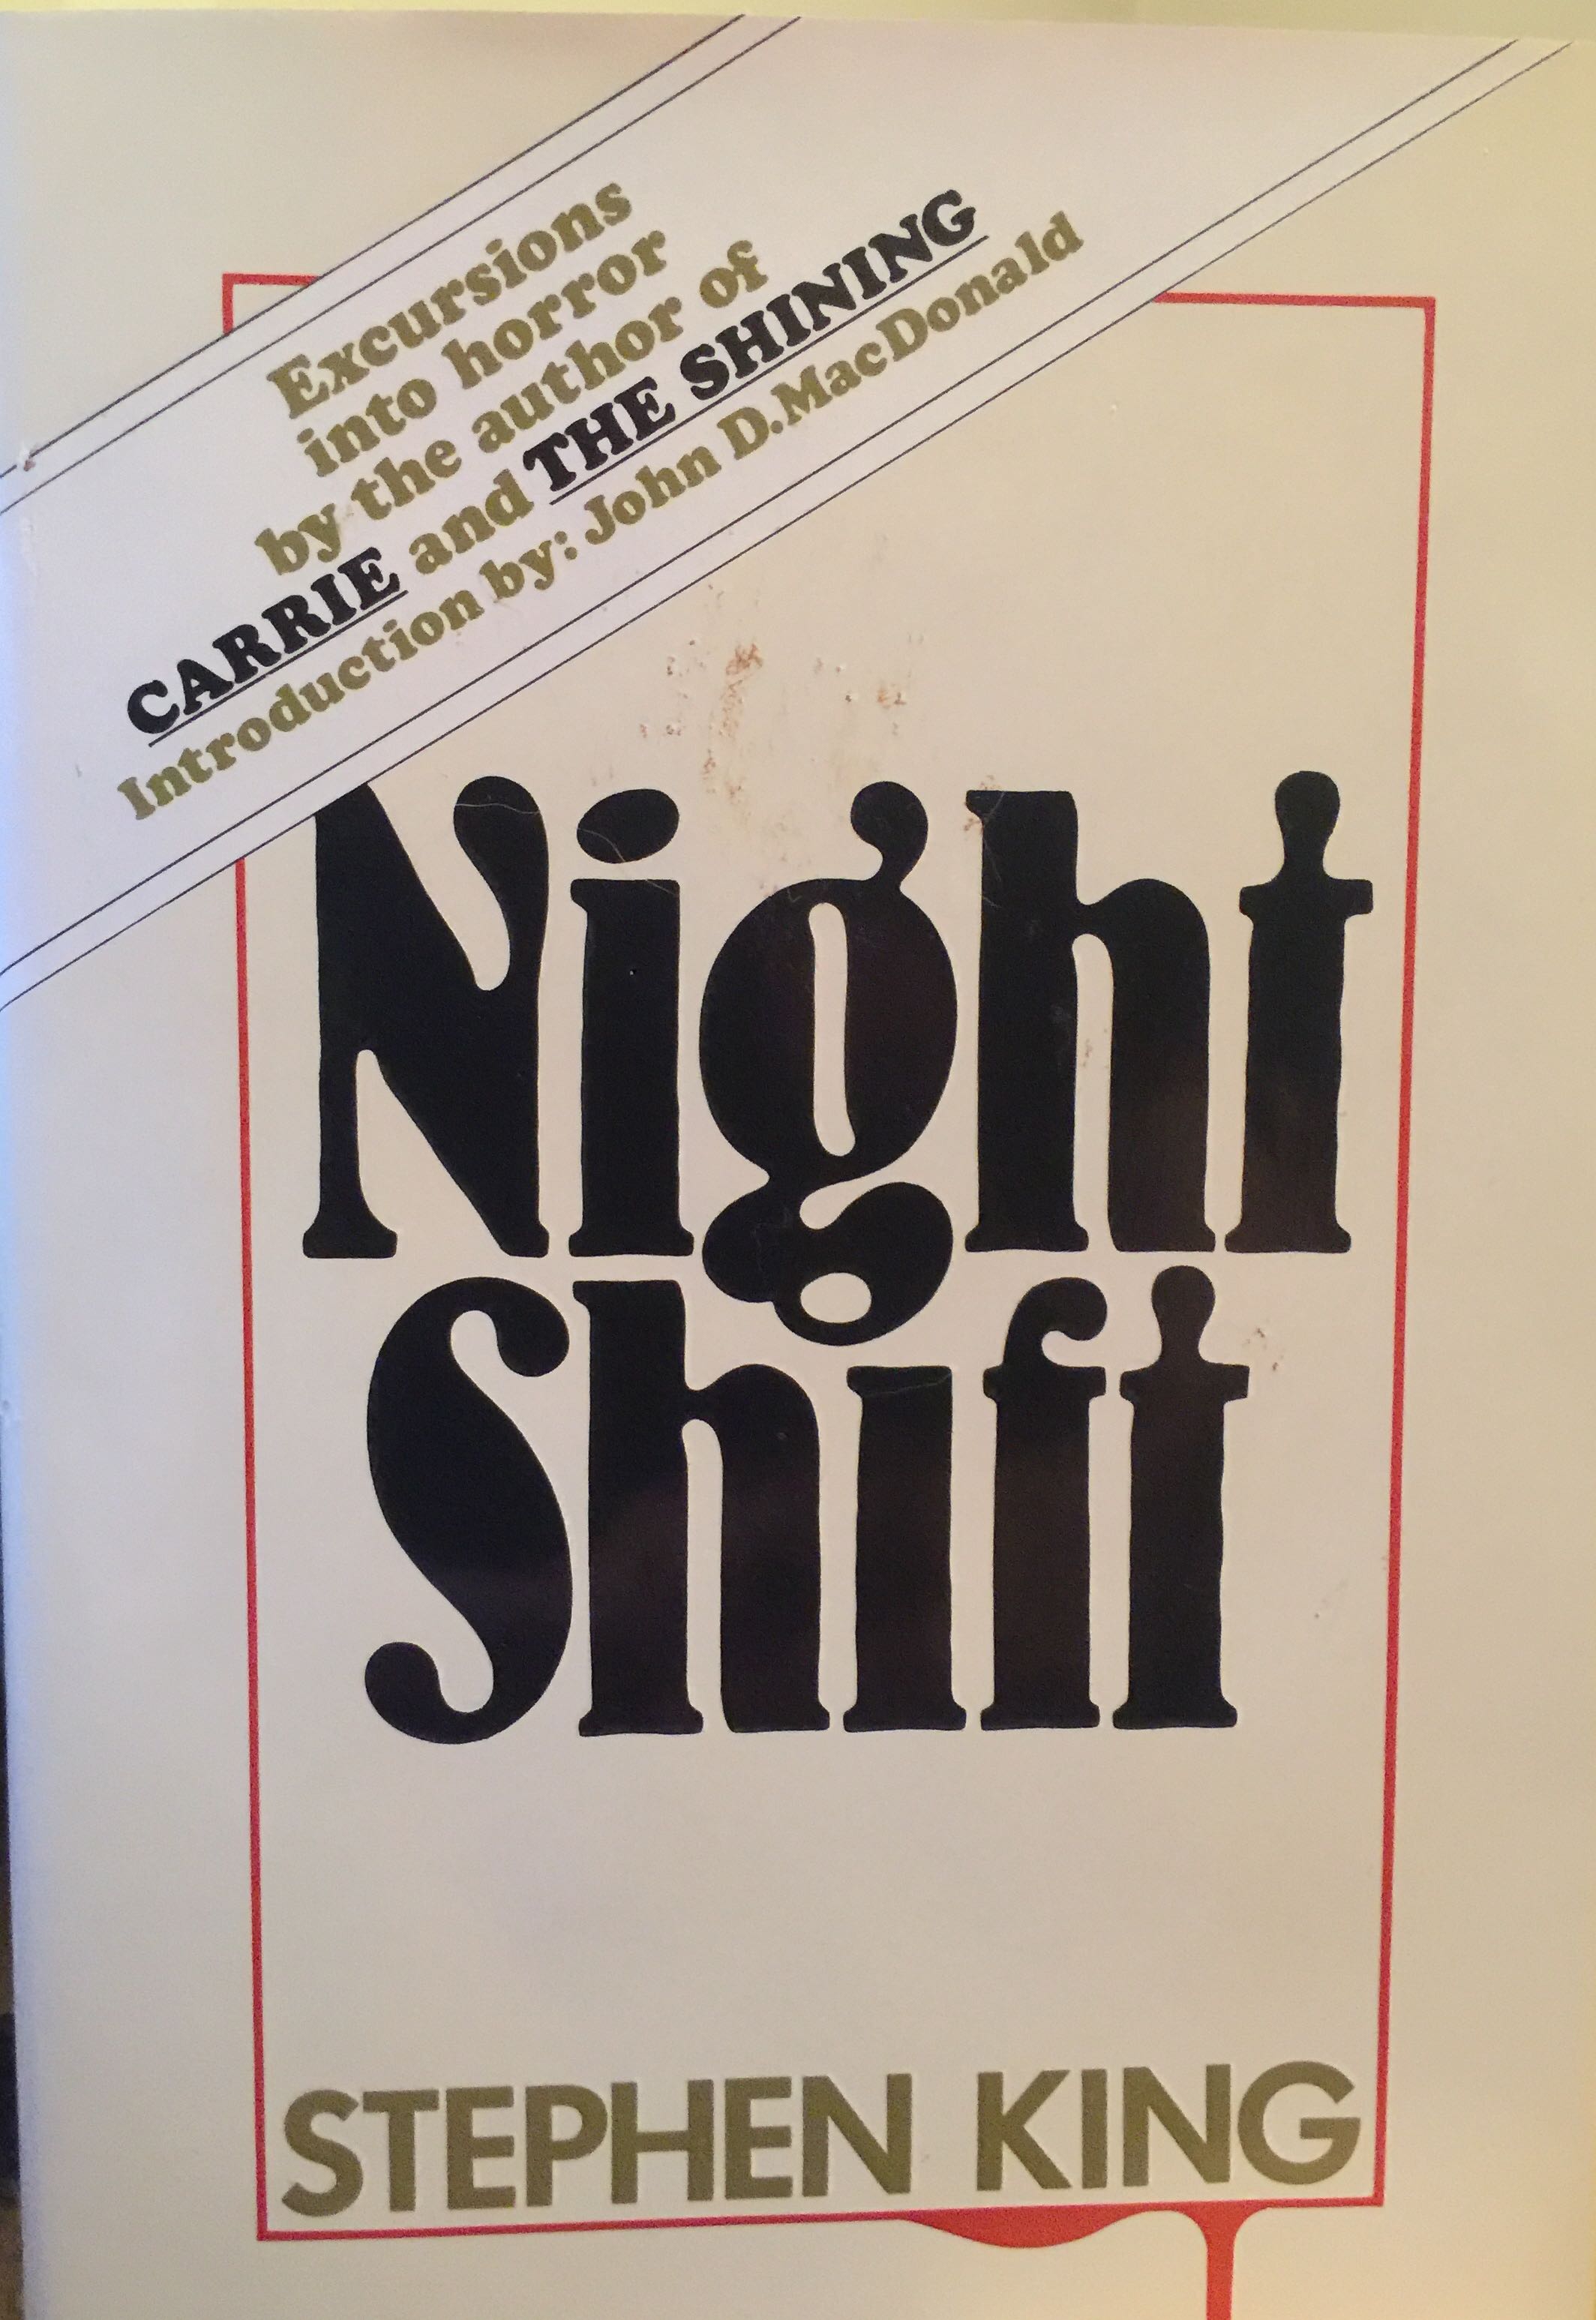 Excursions
into horror
by the author of
CARRIE and THE SHINING
Introduction by: John D. MacDonald
Night
Shift
STEPHEN KING